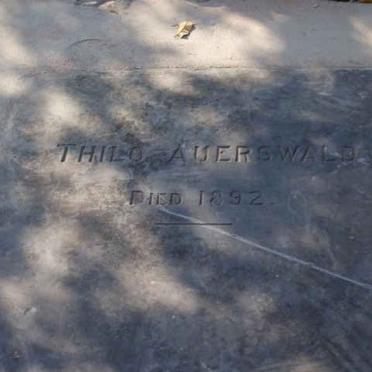 THILO AUERSWALD
DIED 1892.